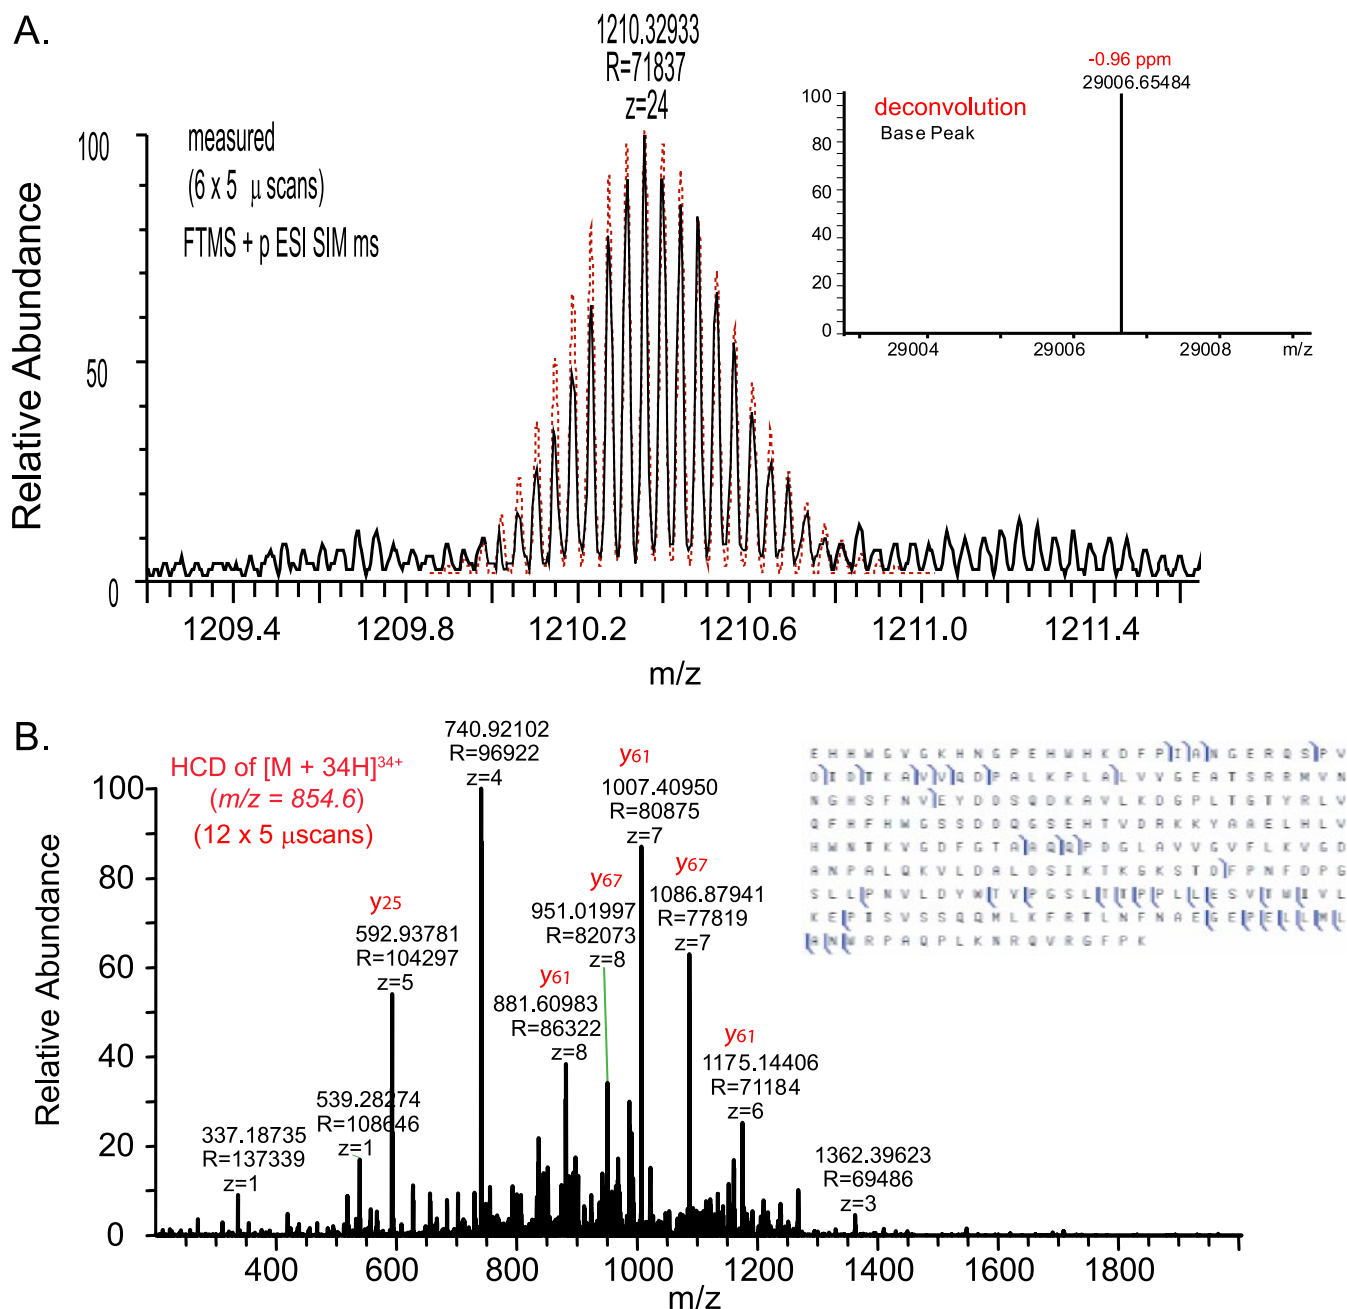 A.
1210.32933
R=71837
z=24
measured
(6 x 5 μ scans)
FTMS + p ESI SIM ms
-0.96 ppm
29006.65484
deconvolution
Base Peak
100
80
60
40
20
0
29004
29006
29008
m/z
Relative Abundance
100
50
0
1209.4
1209.8
1210.2
1210.6
1211.0
1211.4
m/z
B.
HCD of [M + 34H]34+
(m/z = 854.6)
(12 x 5 μscans)
740.92102
R=96922
z=4
y61
1007.40950
R=80875
z=7
y67
1086.87941
R=77819
z=7
y67
951.01997
R=82073
z=8
y25
592.93781
R=104297
z=5
y61
881.60983
R=86322
z=8
y61
1175.14406
R=71184
z=6
539.28274
R=108646
z=1
337.18735
R=137339
z=1
1362.39623
R=69486
z=3
E H H W G V G K H N G P E H W H K D F P I A N G E R Q S P V
D I D T K A V V Q D P A L K P L A L V V G E A T S R R M V N
N G H S F N V E Y D D S Q D K A V L K D G P L T G T Y R L V
Q F H F H W G S S D D Q G S E H T V D R K K Y A A E L H L V
H W N T K V G D F G T A A Q Q P D G L A V V G V F L K V G D
A N P A L Q K V L D A L D S I K T K G K S T D F P N F D P G
S L L P N V L D Y W T Y P G S L T T P P L L E S V T W I V L
K E P I S V S S Q Q M L K F R T L N F N A E G E P E L L M L
A N W R P A Q P L K N R Q V R G F P K
Relative Abundance
100
80
60
40
20
0
400
600
800
1000
1200
1400
1600
1800
m/z